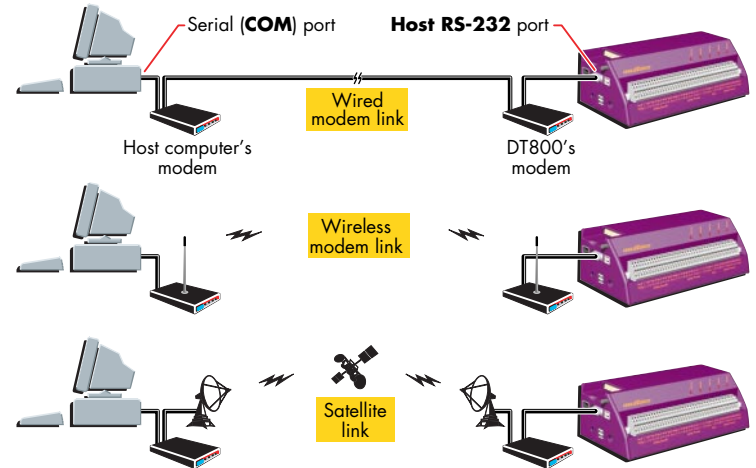 Serial (COM) port
Host RS-232 port
Wired
modem link
Host computer's
modem
DT800's
modem
Wireless
modem link
Satellite
link